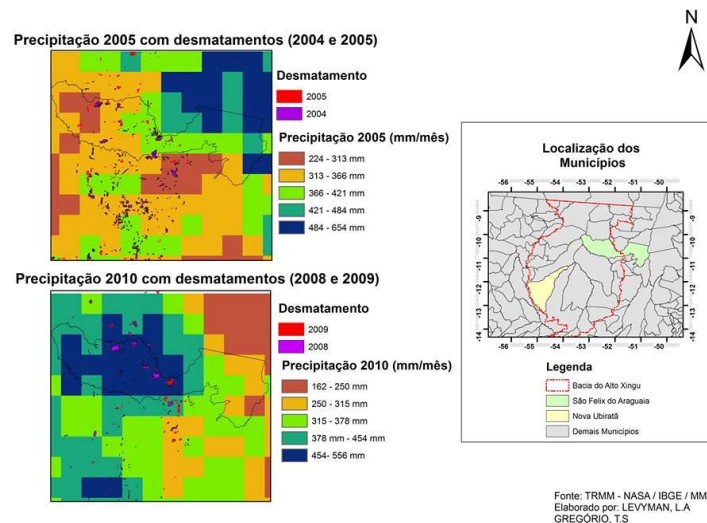 N
Precipitação 2005 com desmatamentos (2004 e 2005)
Desmatamento
2005
2004
Precipitação 2005 (mm/mês)
224 - 313 mm
313 - 366 mm
366 - 421 mm
421 - 484 mm
484 - 654 mm
Precipitação 2010 com desmatamentos (2008 e 2009)
Desmatamento
2009
2008
Precipitação 2010 (mm/mês)
162 - 250 mm
250 - 315 mm
315 - 378 mm
378 mm - 454 mm
454- 556 mm
Localização dos
Municípios
-56 -55 -54 -53 -52 -51 -50
-9 -9
-10 -10
-11 -11
-12 -12
-13 -13
-14 -14
-56 -55 -54 -53 -52 -51 -50
Legenda
Bacia do Alto Xingu
São Felix do Araguaia
Nova Ubiratã
Demais Municípios
Fonte: TRMM - NASA / IBGE / MM
Elaborado por: LEVYMAN, L.A
GREGÓRIO, T.S